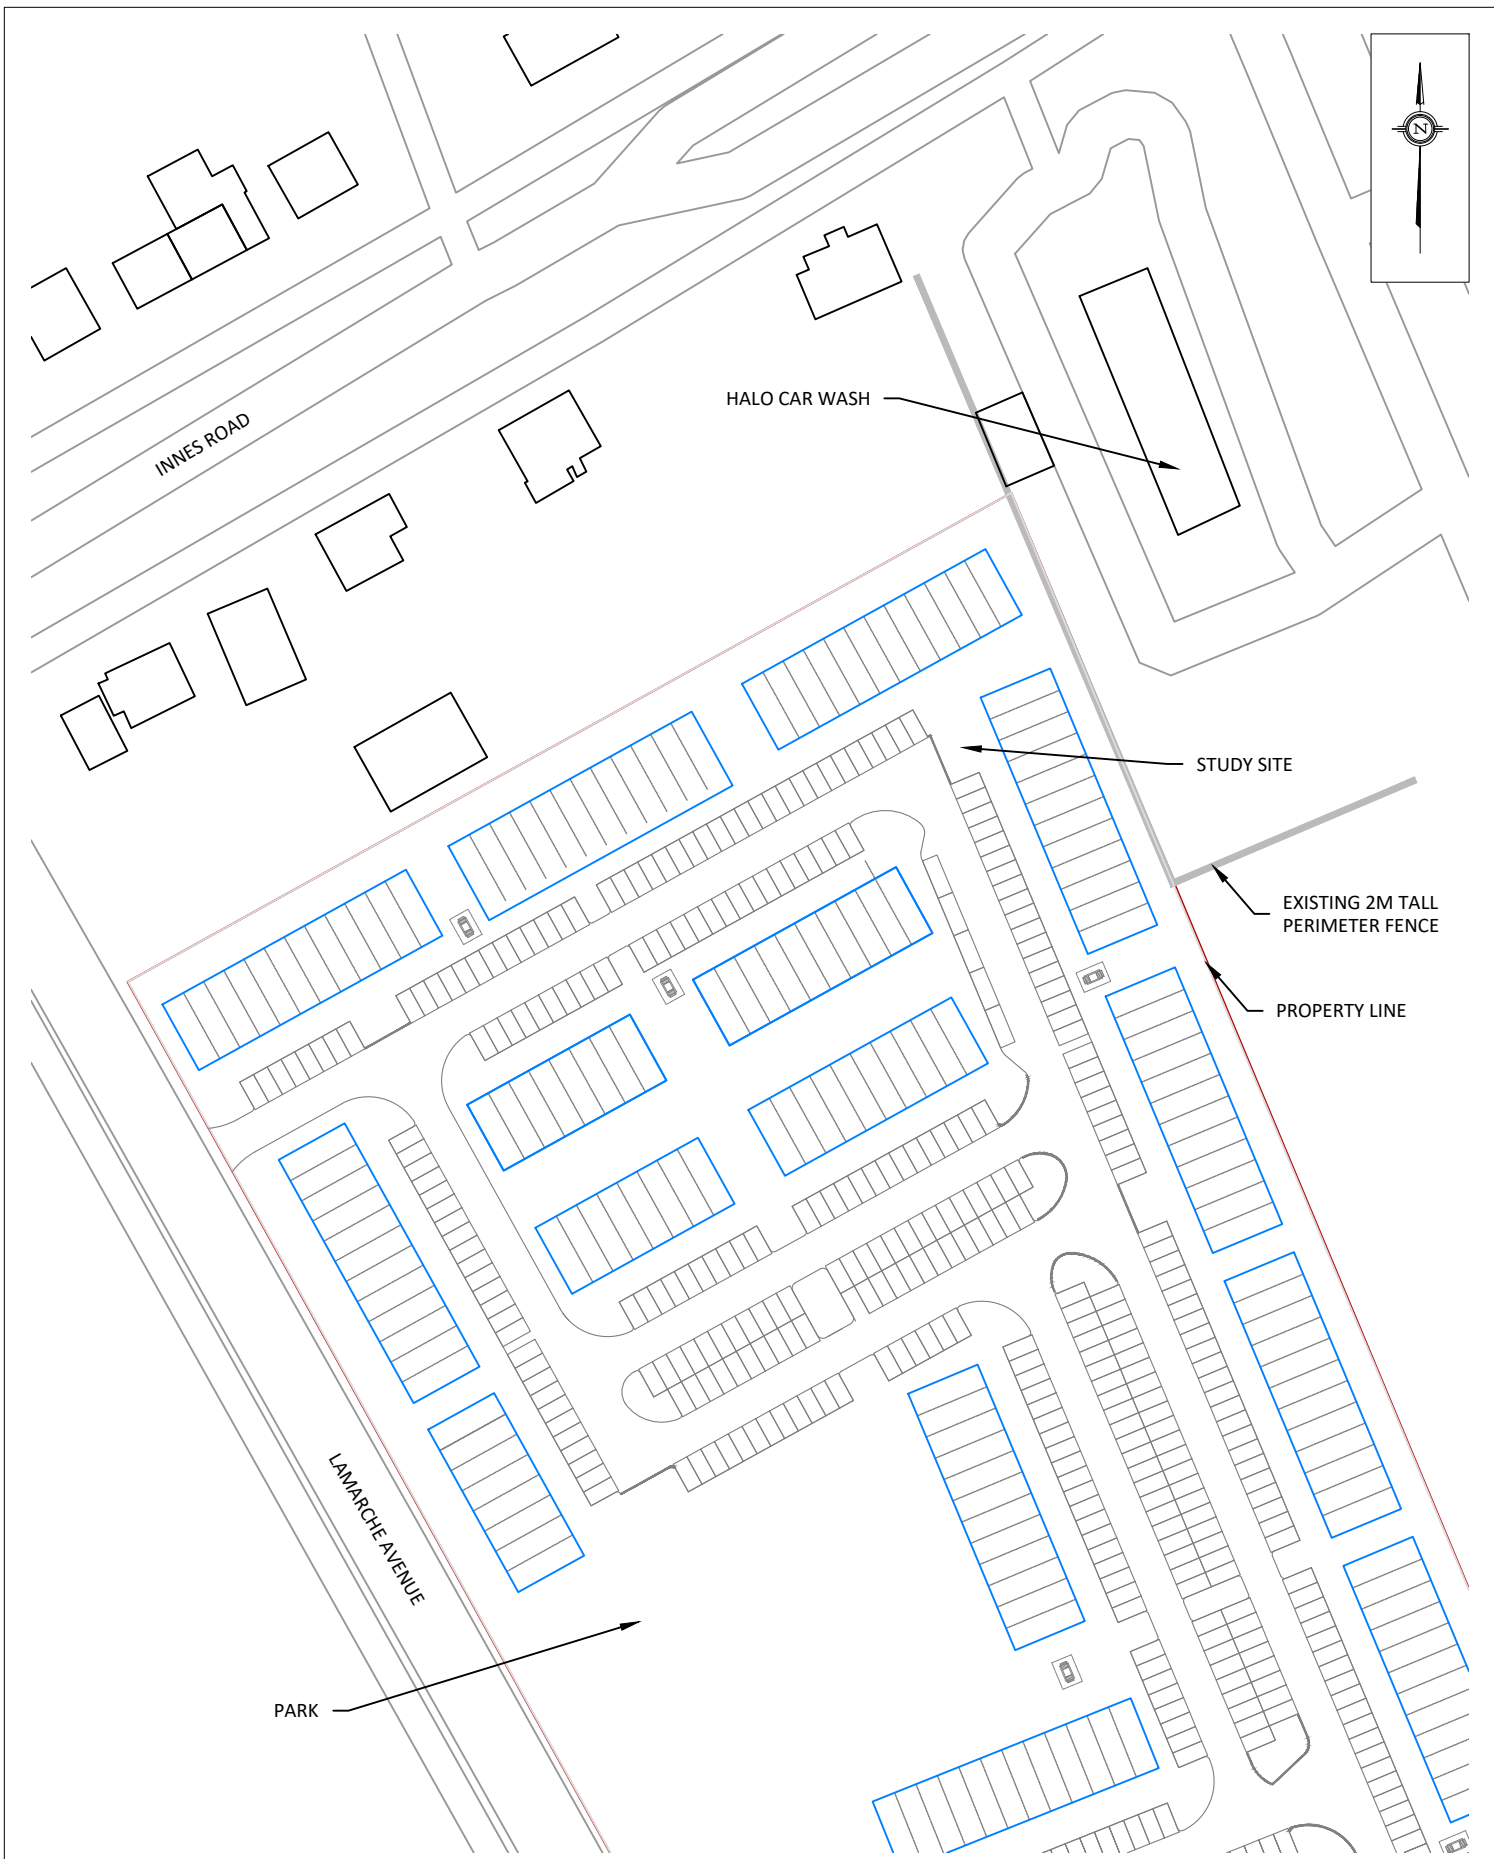 N
HALO CAR WASH
INNES ROAD
STUDY SITE
EXISTING 2M TALL
PERIMETER FENCE
PROPERTY LINE
LAMARCHE AVENUE
PARK